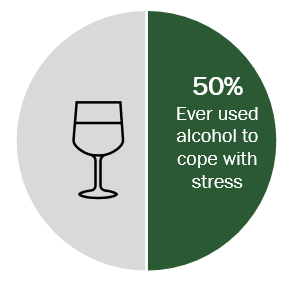 50%
Ever used
alcohol to
cope with
stress